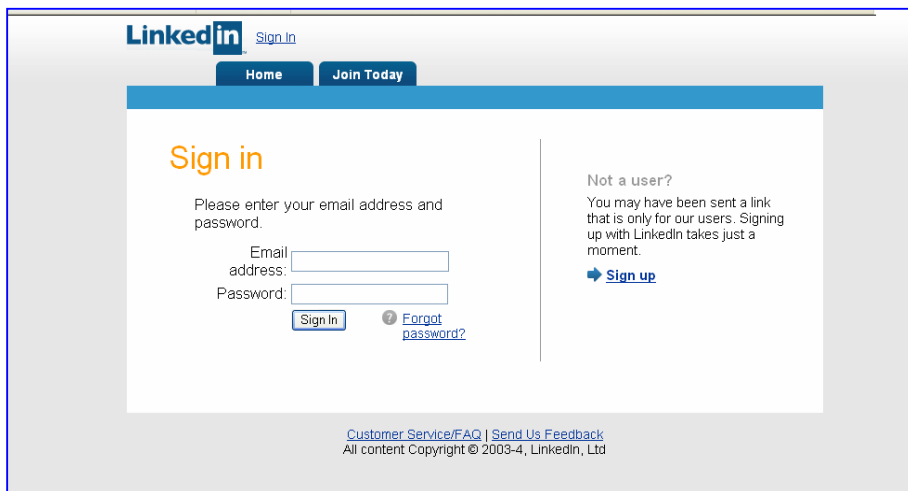 Linked in™ Sign In
Home Join Today
Sign in
Please enter your email address and
password.
Email
address:
Password:
Sign In ? Forgot
password?
Not a user?
You may have been sent a link
that is only for our users. Signing
up with LinkedIn takes just a
moment.
Sign up
Customer Service/FAQ | Send Us Feedback
All content Copyright © 2003-4, LinkedIn, Ltd